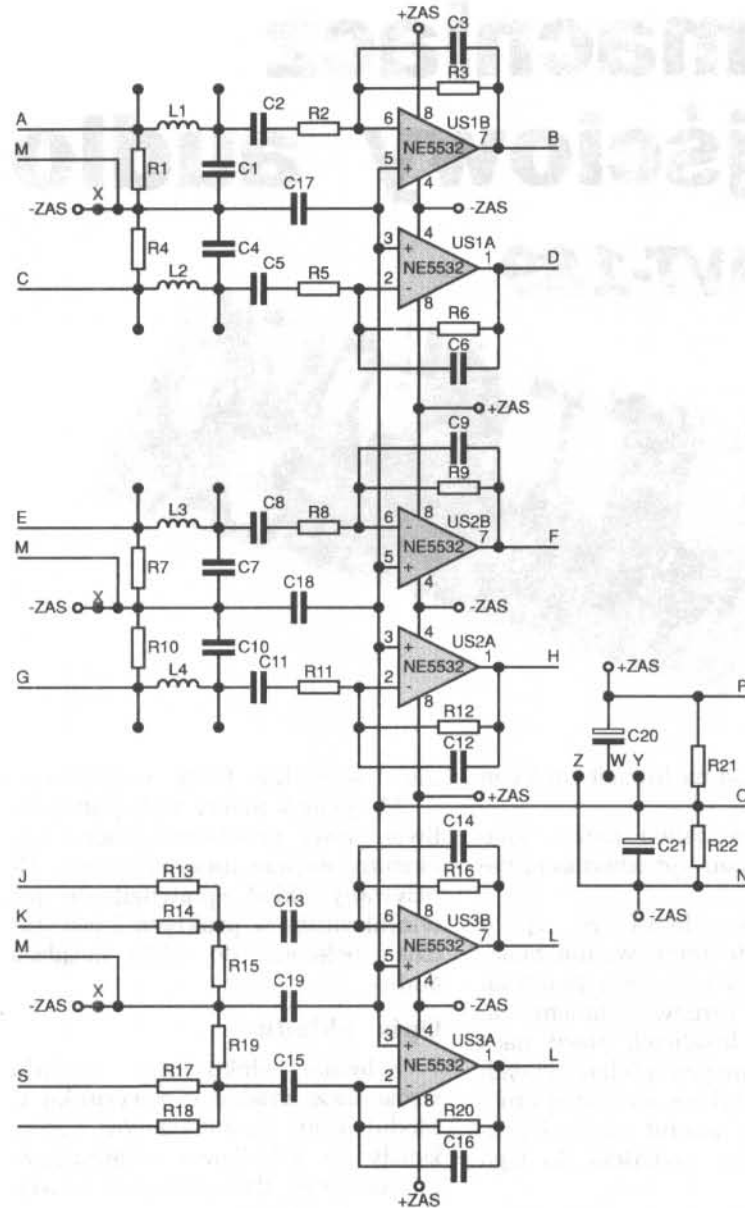 +ZAS
C3
R3
A L1 C2 R2 6 8 US1B B
NE5532 7
M R1 C1 5
4
-ZAS X C17 -ZAS
R4 C4 3 4 US1A
C L2 C5 R5 2 NE5532 1 D
8
R6
C6
+ZAS
C9
R9
E L3 C8 R8 6 8 US2B F
NE5532 7
M R7 C7 5
4
-ZAS X C18 -ZAS
R10 C10 3 4 US2A
G L4 C11 R11 2 NE5532 1 H
8
R12
C12
+ZAS P
C20 R21
Z W Y
+ZAS O
C21 R22
N
-ZAS
C14
R16
J R13
K R14 C13 6 8 US3B L
NE5532 7
M R15 5
4
-ZAS X C19 -ZAS
R19 3 4 US3A
S R17 C15 2 NE5532 1 L
8
R18 R20
C16
+ZAS